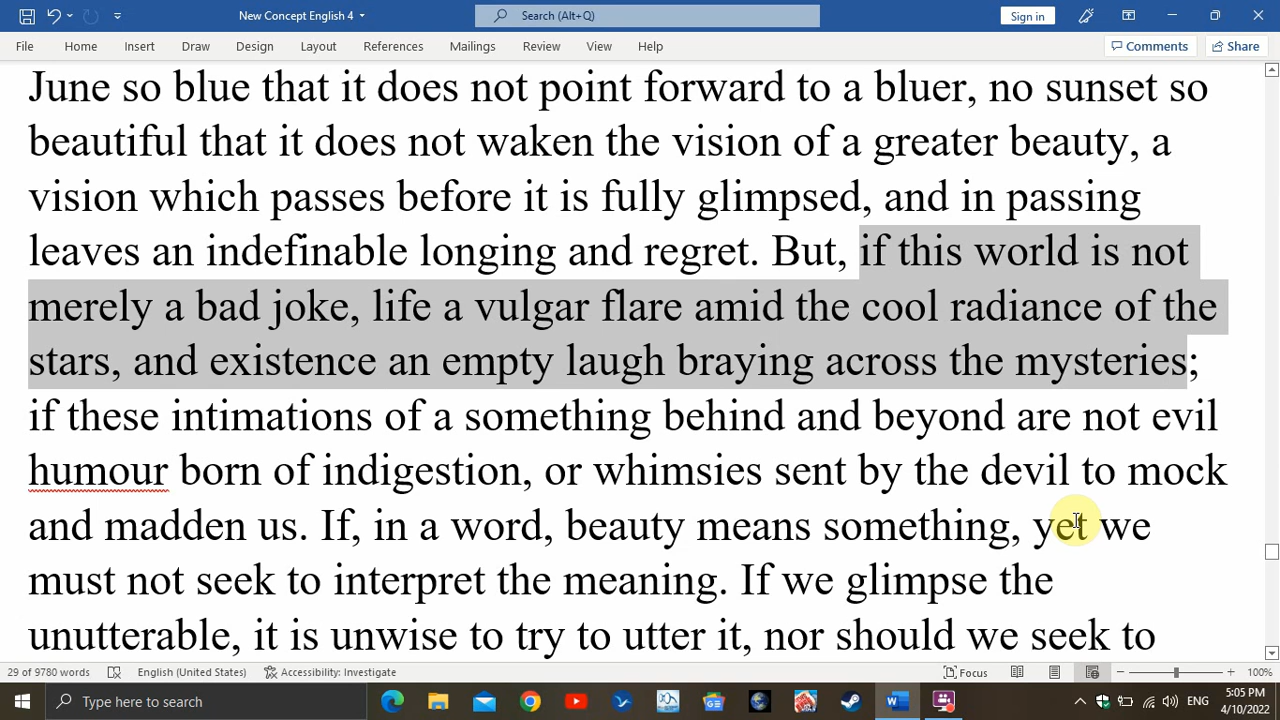 New Concept English 4
Search (Alt+Q)
Sign in
File Home Insert Draw Design Layout References Mailings Review View Help
Comments Share
June so blue that it does not point forward to a bluer, no sunset so
beautiful that it does not waken the vision of a greater beauty, a
vision which passes before it is fully glimpsed, and in passing
leaves an indefinable longing and regret. But, if this world is not
merely a bad joke, life a vulgar flare amid the cool radiance of the
stars, and existence an empty laugh braying across the mysteries;
if these intimations of a something behind and beyond are not evil
humour born of indigestion, or whimsies sent by the devil to mock
and madden us. If, in a word, beauty means something, yet we
must not seek to interpret the meaning. If we glimpse the
unutterable, it is unwise to try to utter it, nor should we seek to
29 of 9780 words English (United States) Accessibility: Investigate Focus 100%
Type here to search
ENG
5:05 PM
4/10/2022